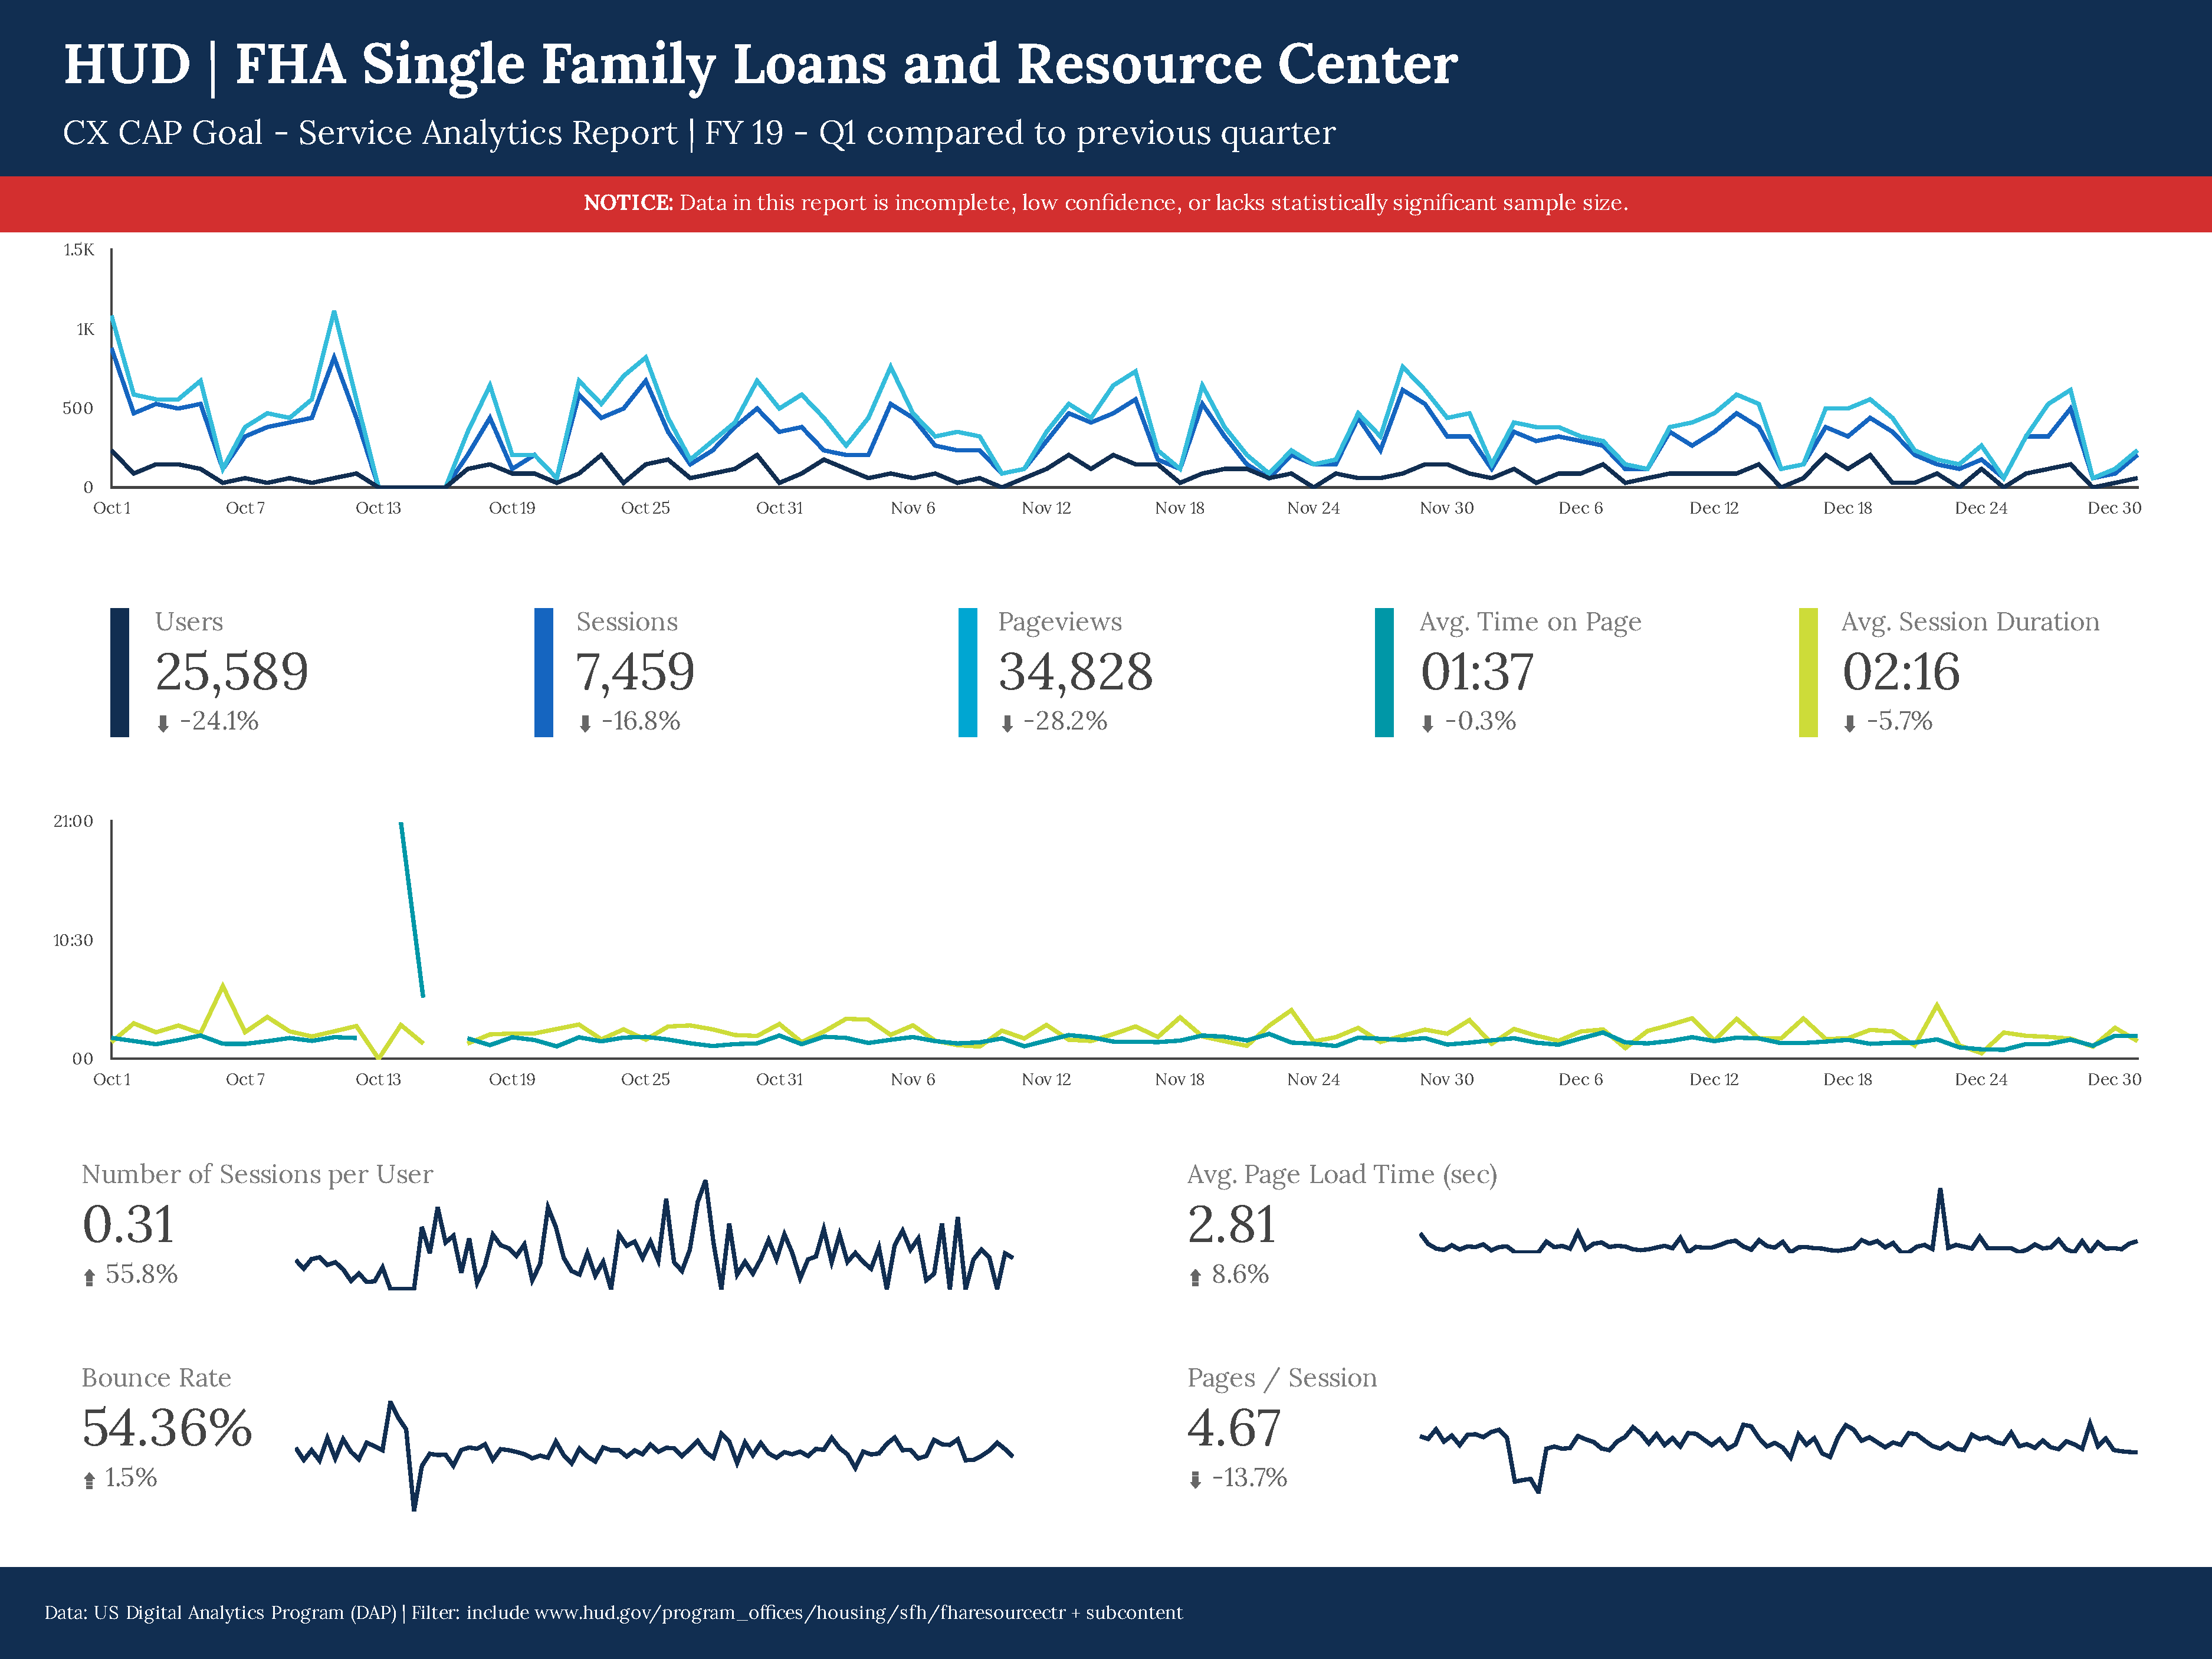 HUD | FHA Single Family Loans and Resource Center
CX CAP Goal - Service Analytics Report | FY 19 - Q1 compared to previous quarter
NOTICE: Data in this report is incomplete, low confidence, or lacks statistically significant sample size.
1.5K
1K
500
0
Oct 1 Oct 7 Oct 13 Oct 19 Oct 25 Oct 31 Nov 6 Nov 12 Nov 18 Nov 24 Nov 30 Dec 6 Dec 12 Dec 18 Dec 24 Dec 30
Users Sessions Pageviews Avg. Time on Page Avg. Session Duration
25,589 7,459 34,828 01:37 02:16
-24.1% -16.8% -28.2% -0.3% -5.7%
21:00
10:30
00
Oct 1 Oct 7 Oct 13 Oct 19 Oct 25 Oct 31 Nov 6 Nov 12 Nov 18 Nov 24 Nov 30 Dec 6 Dec 12 Dec 18 Dec 24 Dec 30
Number of Sessions per User Avg. Page Load Time (sec)
0.31 2.81
55.8% 8.6%
Bounce Rate Pages / Session
54.36% 4.67
1.5% -13.7%
Data: US Digital Analytics Program (DAP) | Filter: include www.hud.gov/program_offices/housing/sfh/fharesourcectr + subcontent